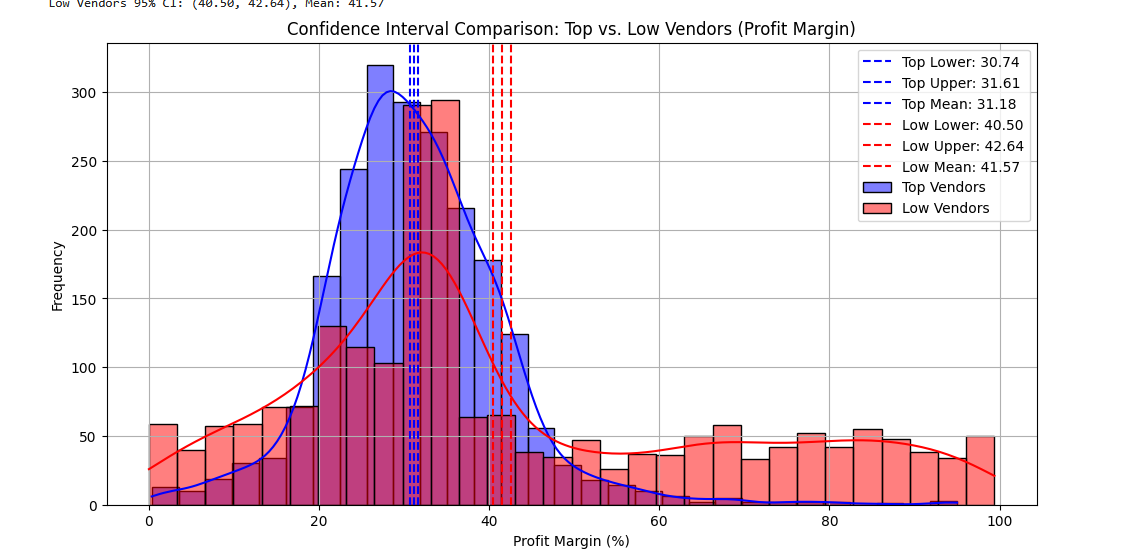 Low Vendors 95% CI: (40.50, 42.64), Mean: 41.57
Confidence Interval Comparison: Top vs. Low Vendors (Profit Margin)
Top Lower: 30.74
Top Upper: 31.61
Top Mean: 31.18
Low Lower: 40.50
Low Upper: 42.64
Low Mean: 41.57
Top Vendors
Low Vendors
Frequency
300
250
200
150
100
50
0
0 20 40 60 80 100
Profit Margin (%)